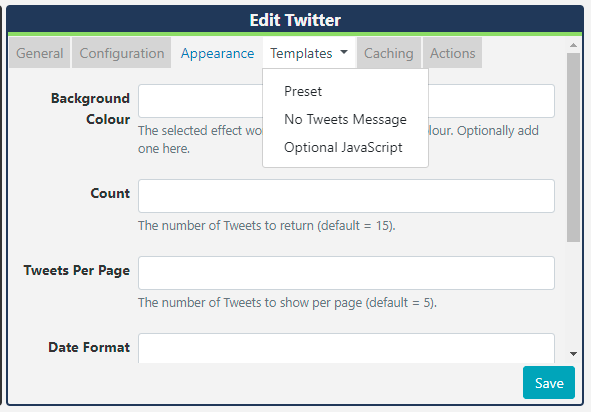 Edit Twitter
General Configuration Appearance Templates Caching Actions
Preset
No Tweets Message
Optional JavaScript
Background
Colour
The selected effect wo lour. Optionally add
one here.
Count
The number of Tweets to return (default = 15).
Tweets Per Page
The number of Tweets to show per page (default = 5).
Date Format
Save